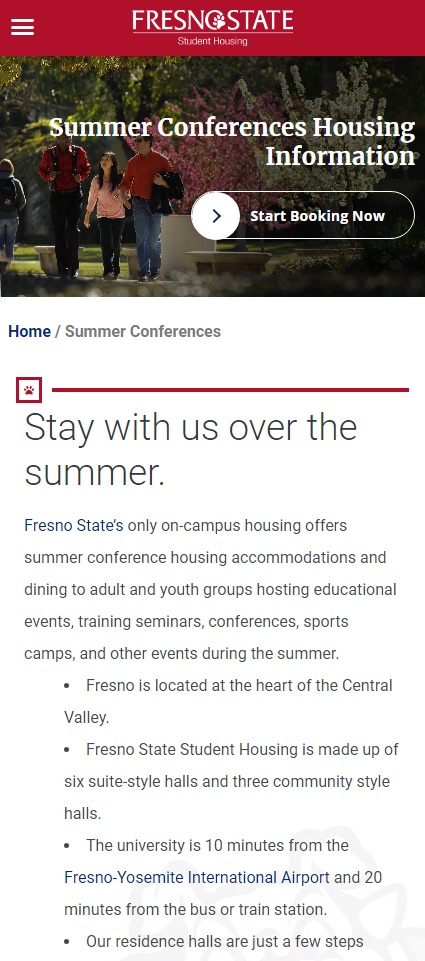 FRESNO STATE
Student Housing
Summer Conferences Housing
Information
Start Booking Now
Home / Summer Conferences
Stay with us over the
summer.
Fresno State's only on-campus housing offers
summer conference housing accommodations and
dining to adult and youth groups hosting educational
events, training seminars, conferences, sports
camps, and other events during the summer.
• Fresno is located at the heart of the Central
Valley.
• Fresno State Student Housing is made up of
six suite-style halls and three community style
halls.
• The university is 10 minutes from the
Fresno-Yosemite International Airport and 20
minutes from the bus or train station.
• Our residence halls are just a few steps